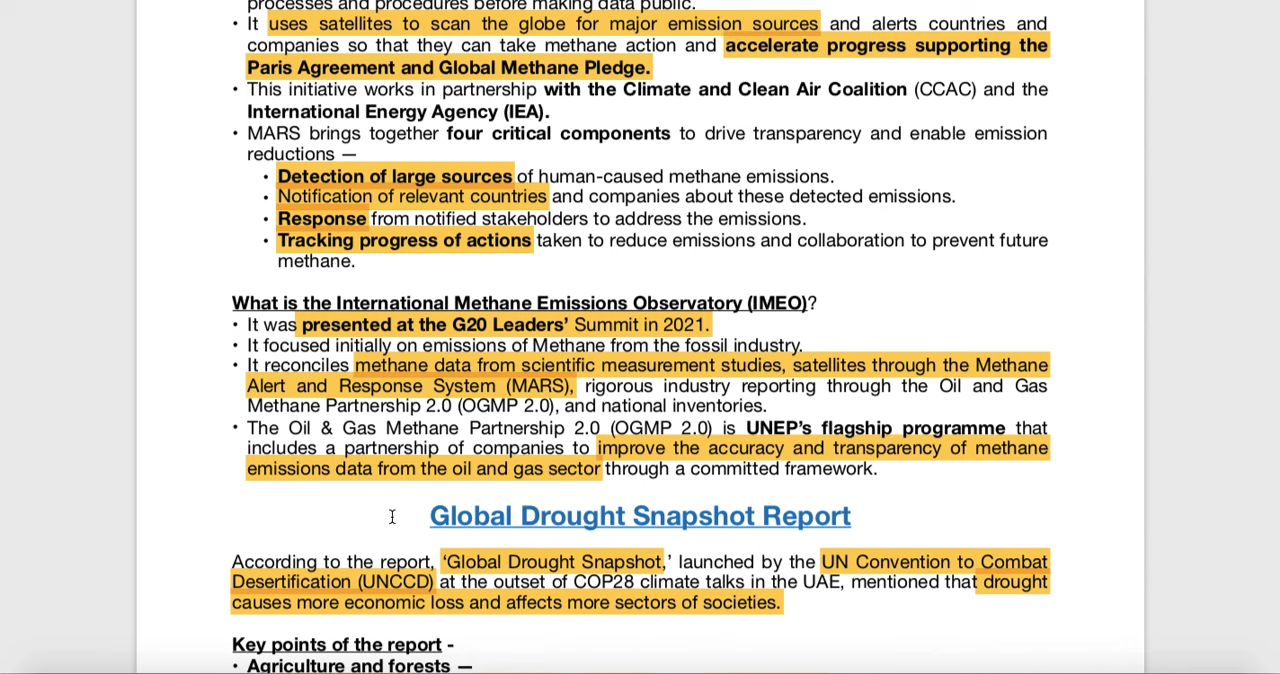 processes and procedures before making data public.
• It uses satellites to scan the globe for major emission sources and alerts countries and
companies so that they can take methane action and accelerate progress supporting the
Paris Agreement and Global Methane Pledge.
• This initiative works in partnership with the Climate and Clean Air Coalition (CCAC) and the
International Energy Agency (IEA).
• MARS brings together four critical components to drive transparency and enable emission
reductions —
• Detection of large sources of human-caused methane emissions.
• Notification of relevant countries and companies about these detected emissions.
• Response from notified stakeholders to address the emissions.
• Tracking progress of actions taken to reduce emissions and collaboration to prevent future
methane.
What is the International Methane Emissions Observatory (IMEO)?
• It was presented at the G20 Leaders’ Summit in 2021.
• It focused initially on emissions of Methane from the fossil industry.
• It reconciles methane data from scientific measurement studies, satellites through the Methane
Alert and Response System (MARS), rigorous industry reporting through the Oil and Gas
Methane Partnership 2.0 (OGMP 2.0), and national inventories.
• The Oil & Gas Methane Partnership 2.0 (OGMP 2.0) is UNEP’s flagship programme that
includes a partnership of companies to improve the accuracy and transparency of methane
emissions data from the oil and gas sector through a committed framework.
Global Drought Snapshot Report
According to the report, ‘Global Drought Snapshot,’ launched by the UN Convention to Combat
Desertification (UNCCD) at the outset of COP28 climate talks in the UAE, mentioned that drought
causes more economic loss and affects more sectors of societies.
Key points of the report -
• Agriculture and forests —